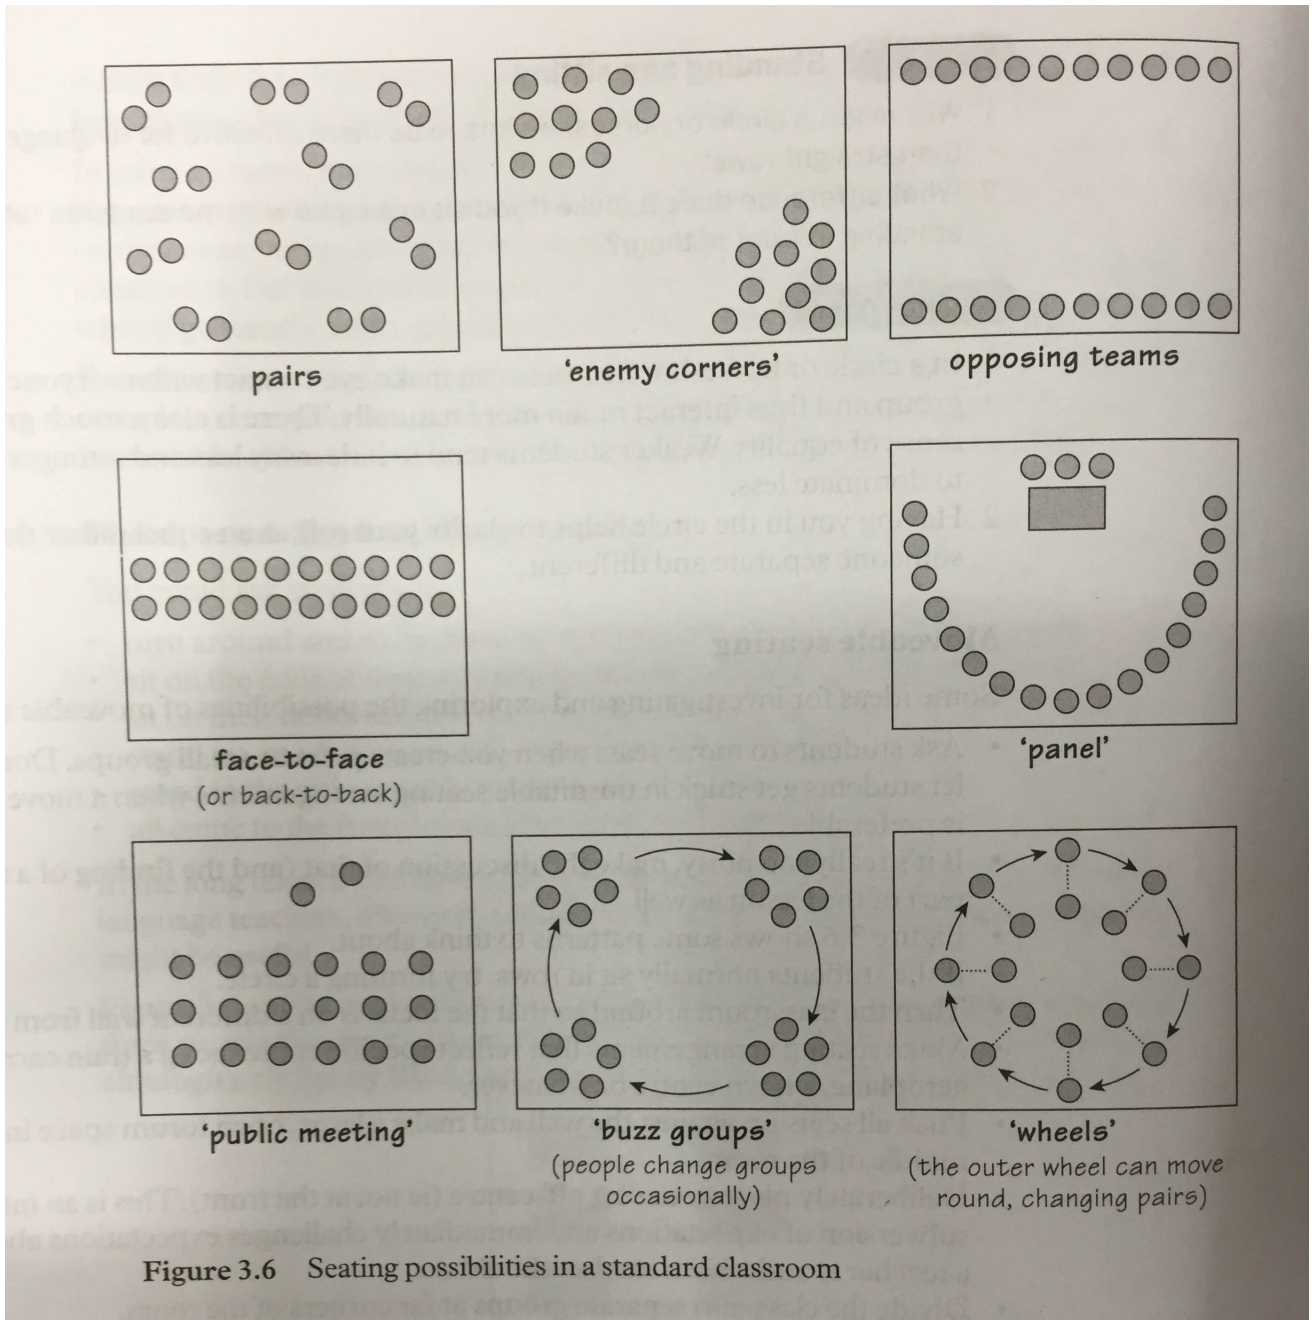 pairs
'enemy corners'
opposing teams
face-to-face
(or back-to-back)
'panel'
'public meeting'
'buzz groups'
(people change groups
occasionally)
'wheels'
(the outer wheel can move
round, changing pairs)
Figure 3.6 Seating possibilities in a standard classroom